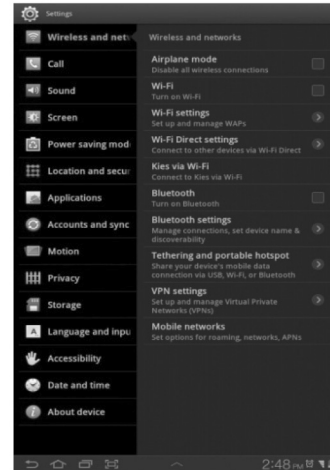 Settings
Wireless and net
Call
Sound
Screen
Power saving mod
Location and secur
Applications
Accounts and sync
Motion
Privacy
Storage
Language and inpu
Accessibility
Date and time
About device
Wireless and networks
Airplane mode
Disable all wireless connections
Wi-Fi
Turn on Wi-Fi
Wi-Fi settings
Set up and manage WAPs
Wi-Fi Direct settings
Connect to other devices via Wi-Fi Direct
Kies via Wi-Fi
Connect to Kies via Wi-Fi
Bluetooth
Turn on Bluetooth
Bluetooth settings
Manage connections, set device name &
discoverability
Tethering and portable hotspot
Share your device's mobile data
connection via USB, Wi-Fi, or Bluetooth
VPN settings
Set up and manage Virtual Private
Networks (VPNs)
Mobile networks
Set options for roaming, networks, APNs
2:48 PM